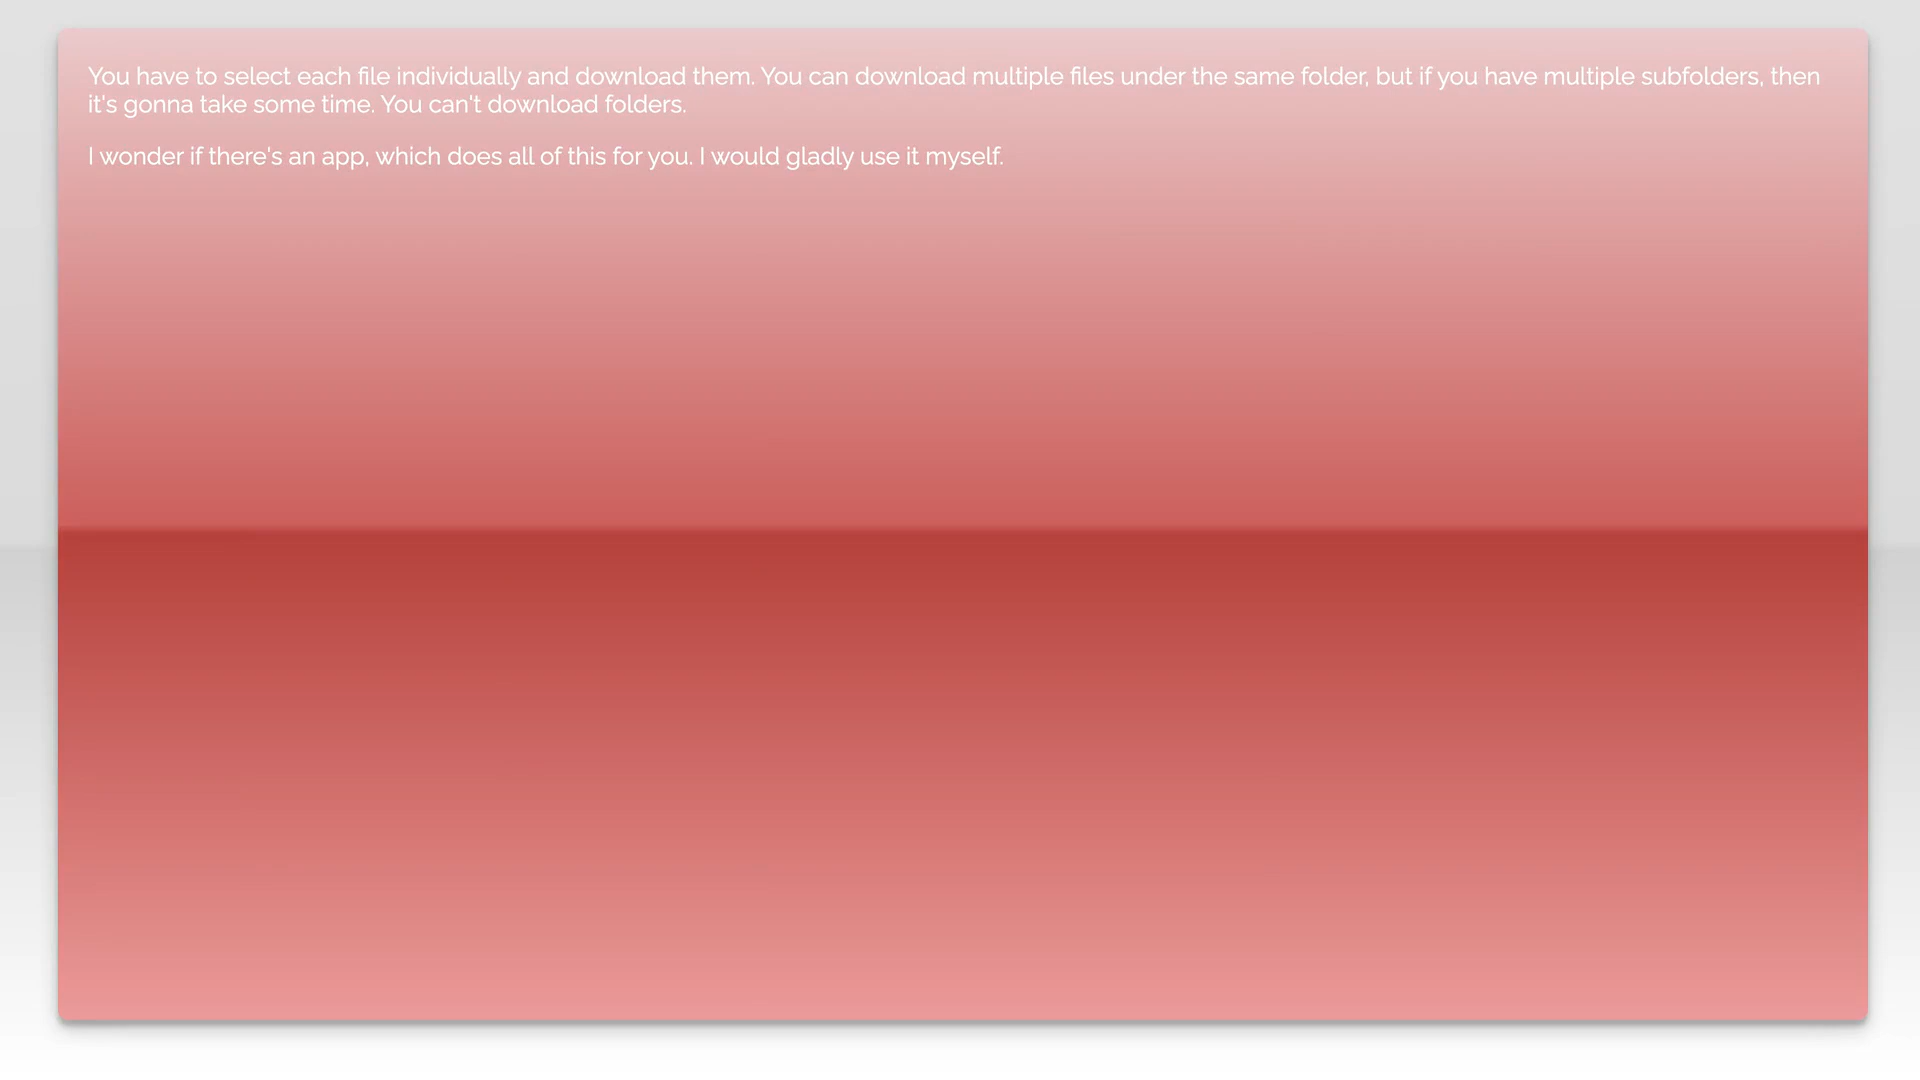 You have to select each file individually and download them. You can download multiple files under the same folder, but if you have multiple subfolders, then
it's gonna take some time. You can't download folders.
I wonder if there's an app, which does all of this for you. I would gladly use it myself.